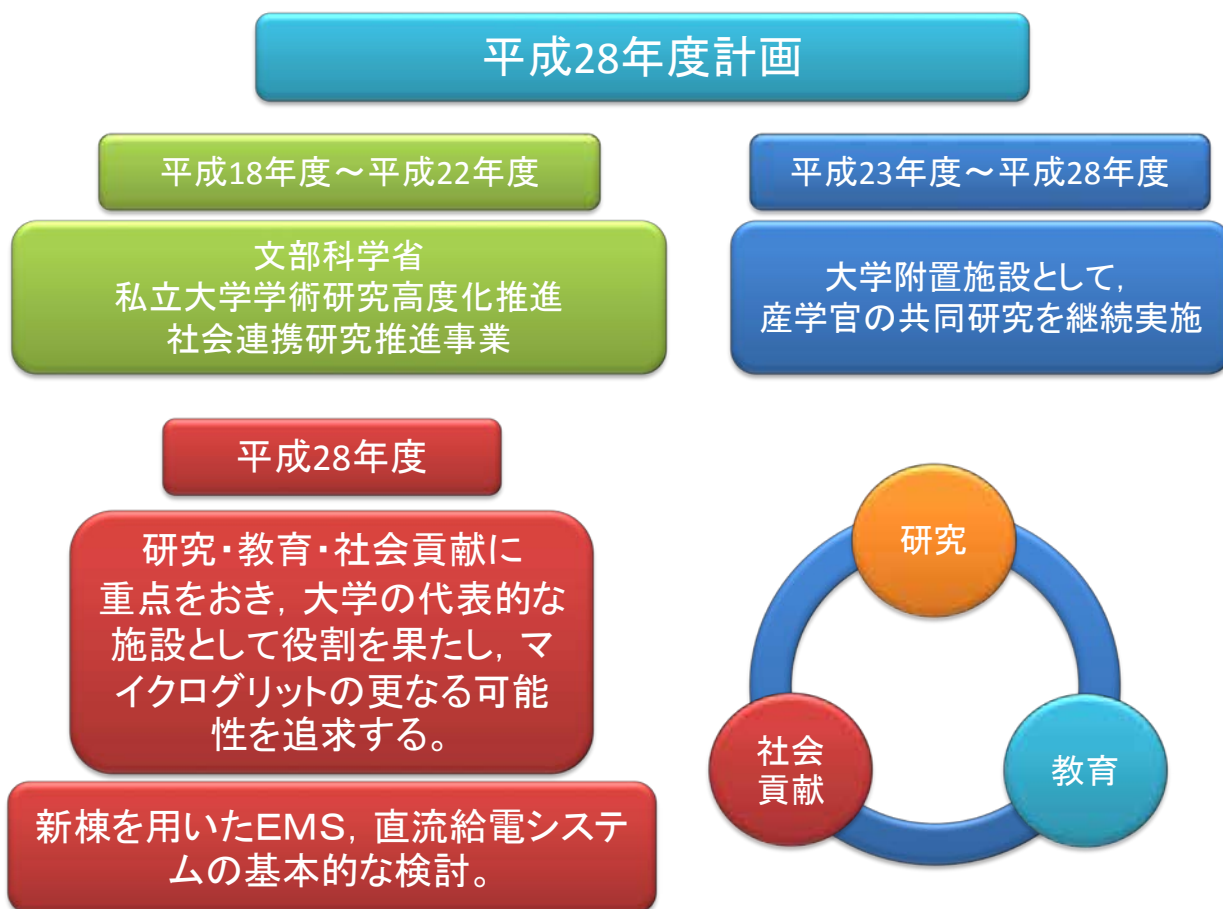 平成28年度計画
平成18年度～平成22年度
文部科学省
私立大学学術研究高度化推進
社会連携研究推進事業
平成23年度～平成28年度
大学附置施設として，
産学官の共同研究を継続実施
平成28年度
研究・教育・社会貢献に
重点をおき，大学の代表的な
施設として役割を果たし，マ
イクログリットの更なる可能
性を追求する。
新棟を用いたＥＭＳ，直流給電システ
ムの基本的な検討。
研究
社会
貢献
教育